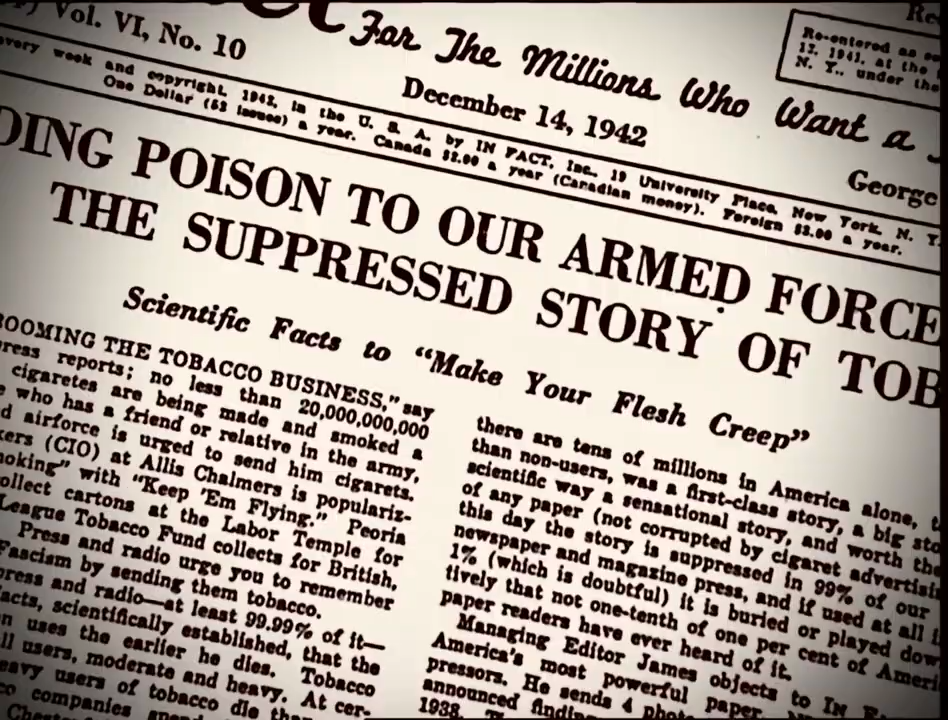 Vol. VI, No. 10
For The Millions Who Want a
December 14, 1942
Re-entered as
at the
N. Y., under the
every week and copyright, 1942, in the U. S. A. by IN FACT, Inc., 19 University Place, New York, N. Y.
One Dollar (52 issues) a year. Canada $2.00 a year (Canadian money). Foreign $3.00 a year.
George
DING POISON TO OUR ARMED FORCE
THE SUPPRESSED STORY OF TOB
Scientific Facts to "Make Your Flesh Creep"
OOMING THE TOBACCO BUSINESS," say
press reports; no less than 20,000,000,000
cigaretes are being made and smoked a
who has a friend or relative in the army,
d airforce is urged to send him cigarets.
kers (CIO) at Allis Chalmers is populariz-
moking" with "Keep 'Em Flying." Peoria
ollect cartons at the Labor Temple for
League Tobacco Fund collects for British.
Press and radio urge you to remember
Fascism by sending them tobacco.
press and radio—at least 99.99% of it—
facts, scientifically established, that the
n uses the earlier he dies. Tobacco
ll users, moderate and heavy. At cer-
eavy users of tobacco die than
co companies spend
there are tens of millions in America alone,
than non-users, was a first-class story, a big sto
scientific way a sensational story, and worth the
of any paper (not corrupted by cigaret advertisin
this day the story is suppressed in 99% of our
newspaper and magazine press, and if used at all i
1% (which is doubtful) it is buried or played dow
tively that not one-tenth of one per cent of Ameri
paper readers have ever heard of it.
Managing Editor James objects to IN
America's most powerful paper,
pressors. He sends 4
announced
1938.